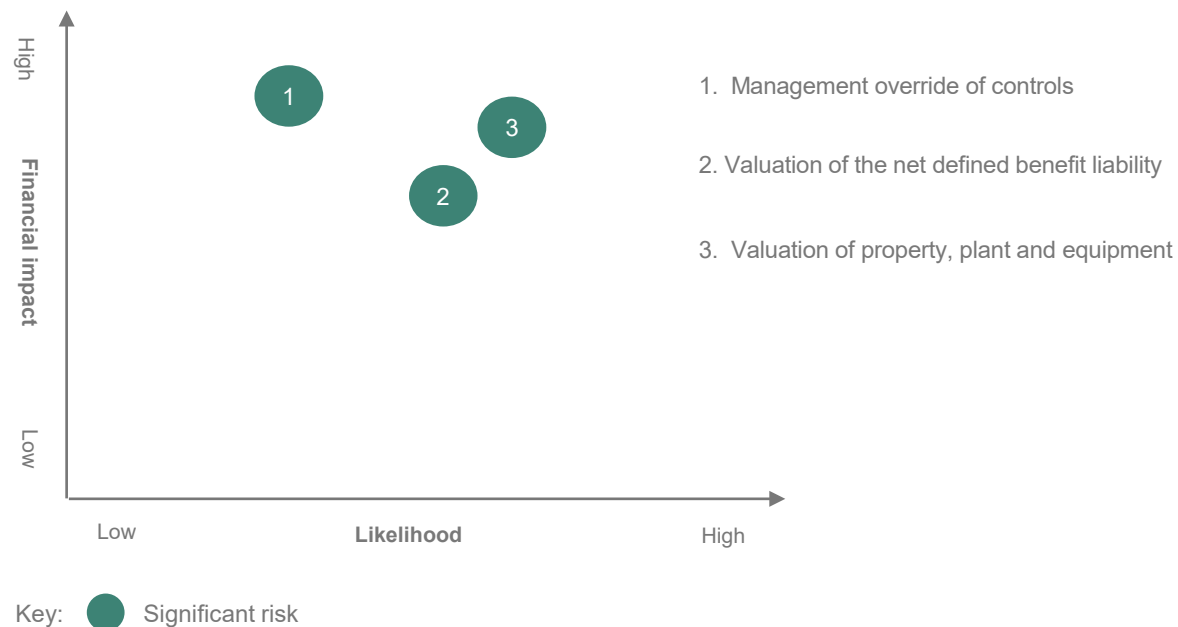 High
1
3
2
Financial impact
Low
Low
Likelihood
High
1. Management override of controls
2. Valuation of the net defined benefit liability
3. Valuation of property, plant and equipment
Key:
Significant risk